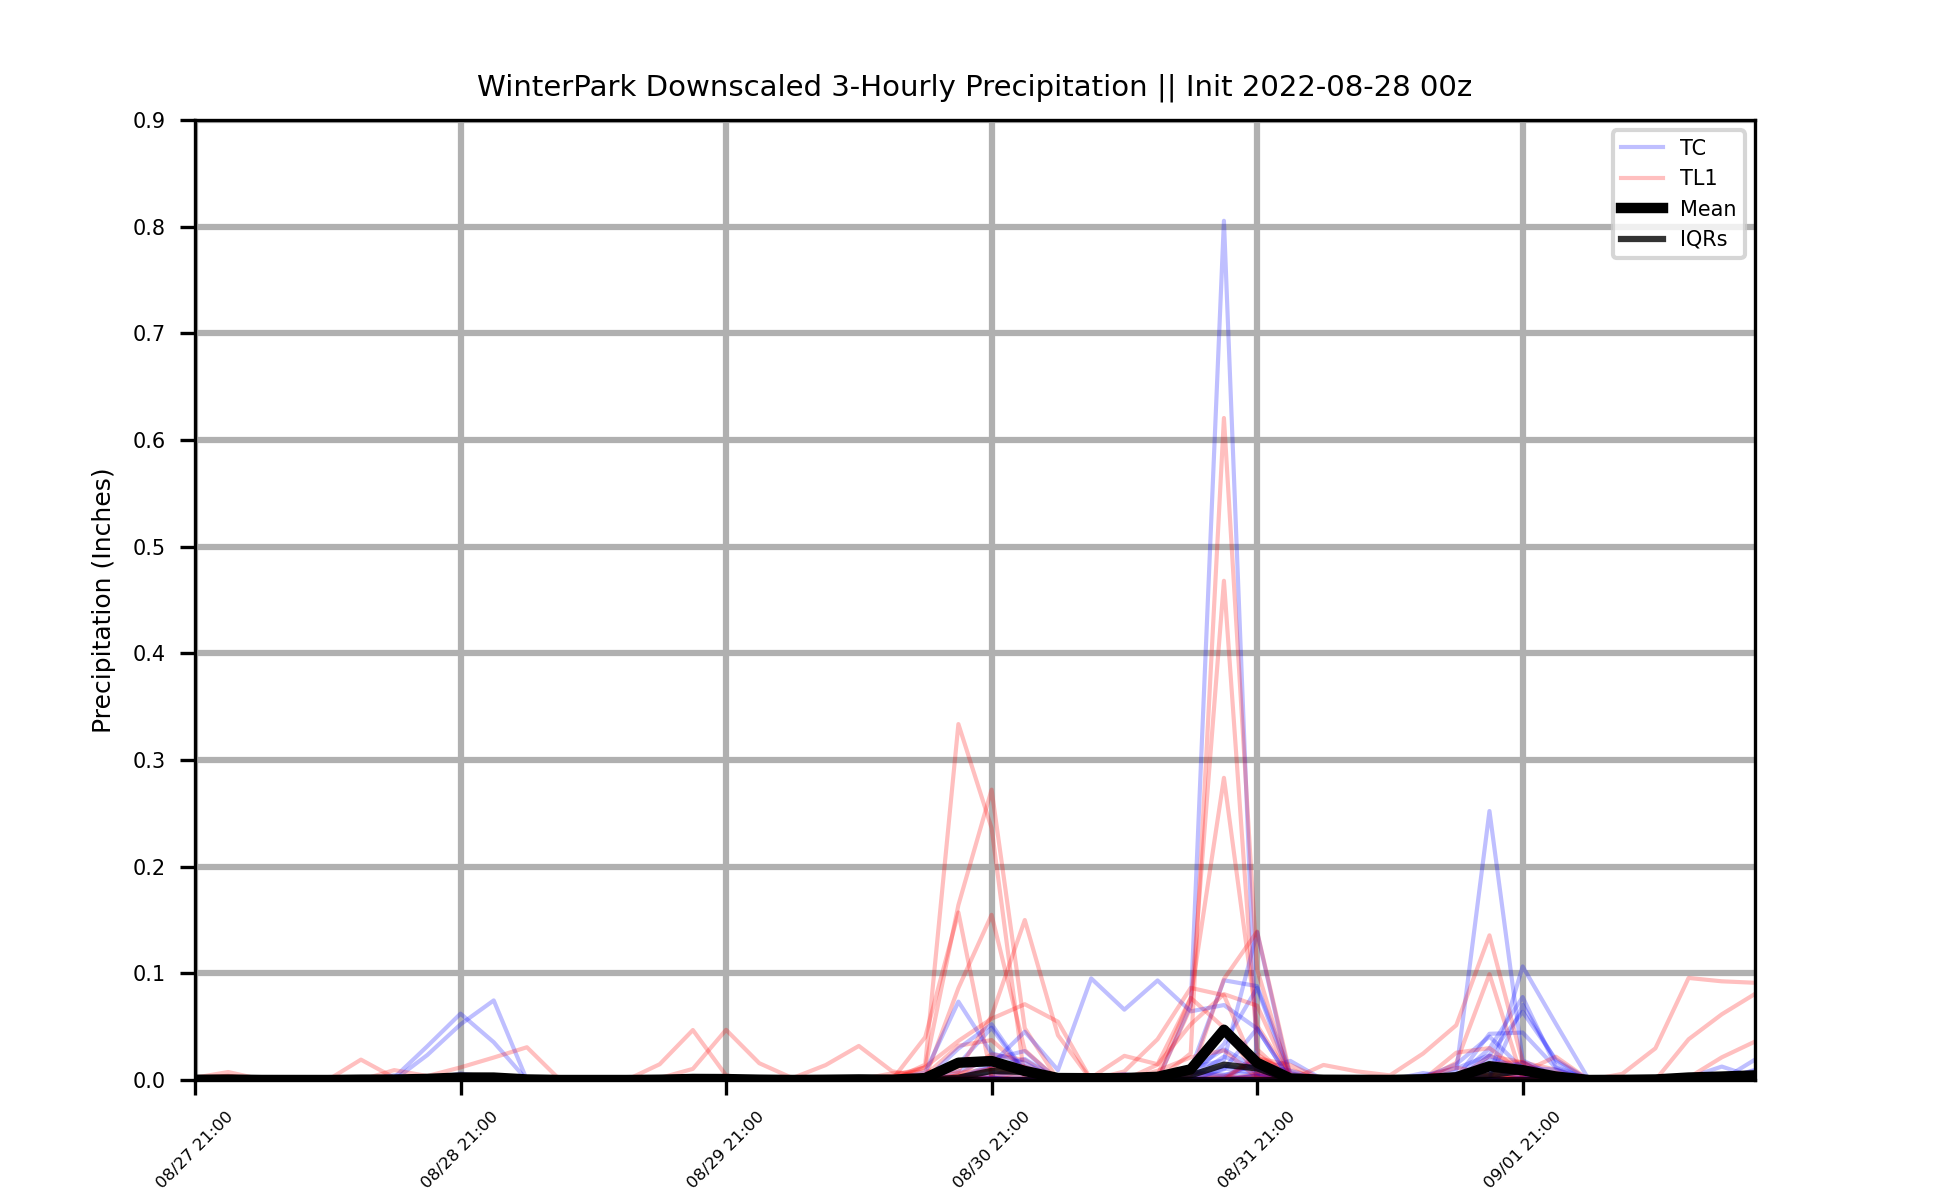 WinterPark Downscaled 3-Hourly Precipitation || Init 2022-08-28 00z
Precipitation (Inches)
0.9
0.8
0.7
0.6
0.5
0.4
0.3
0.2
0.1
0.0
TC
TL1
Mean
IQRs
08/27 21:00
08/28 21:00
08/29 21:00
08/30 21:00
08/31 21:00
09/01 21:00